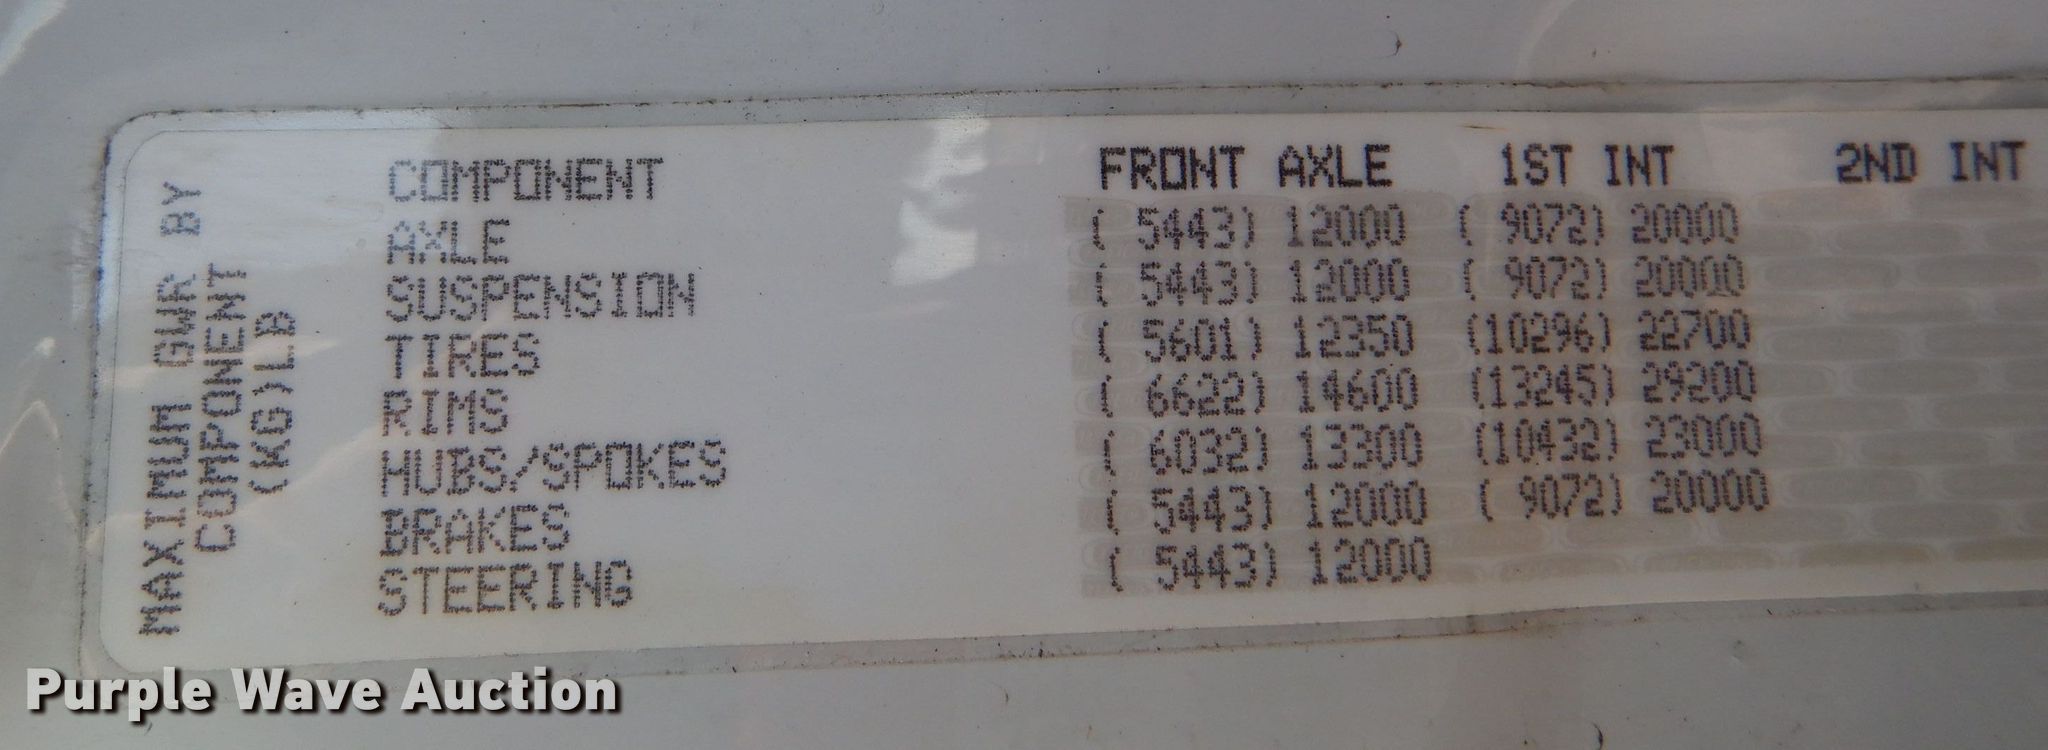 MAXIMUM GWR BY
COMPONENT
(KG)LB
COMPONENT FRONT AXLE 1ST INT 2ND INT
AXLE ( 5443) 12000 ( 9072) 20000
SUSPENSION ( 5443) 12000 ( 9072) 20000
TIRES ( 5601) 12350 (10296) 22700
RIMS ( 6622) 14600 (13245) 29200
HUBS/SPOKES ( 6032) 13300 (10432) 23000
BRAKES ( 5443) 12000 ( 9072) 20000
STEERING ( 5443) 12000
Purple Wave Auction